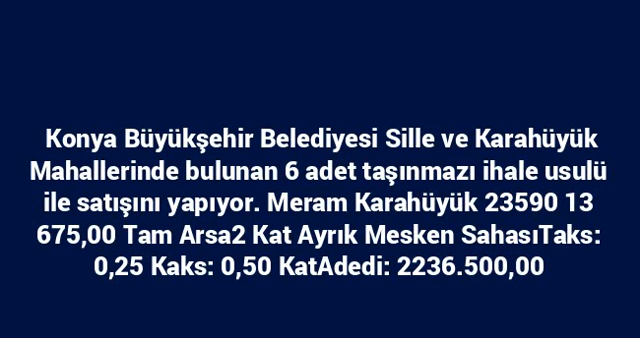 Konya Büyükşehir Belediyesi Sille ve Karahüyük
Mahallerinde bulunan 6 adet taşınmazı ihale usulü
ile satışını yapıyor. Meram Karahüyük 23590 13
675,00 Tam Arsa2 Kat Ayrık Mesken SahasıTaks:
0,25 Kaks: 0,50 KatAdedi: 2236.500,00